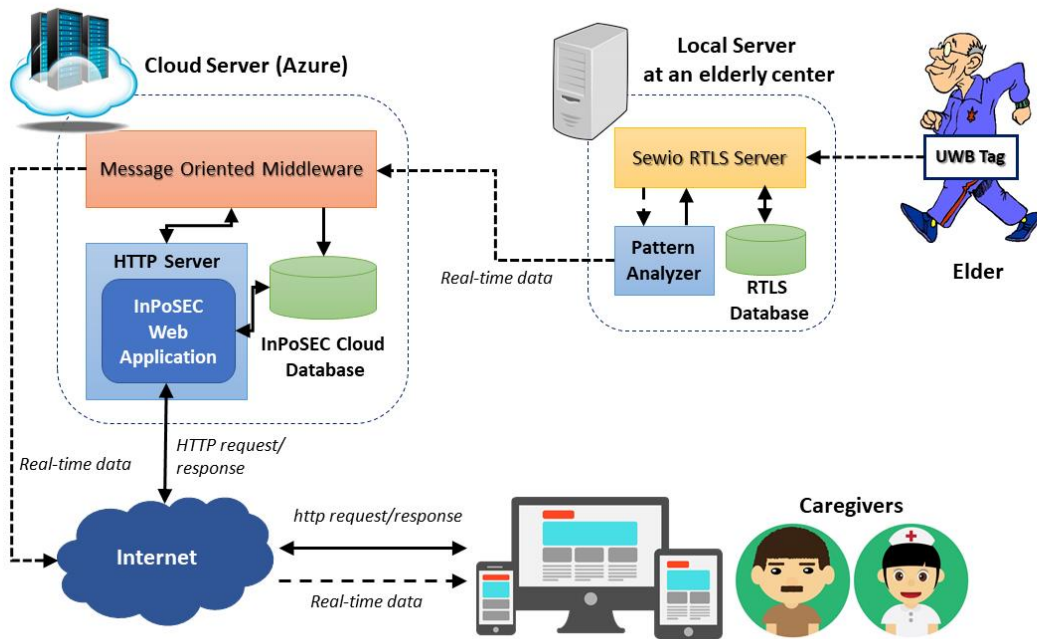 Cloud Server (Azure)
Local Server
at an elderly center
Message Oriented Middleware
Sewio RTLS Server
UWB Tag
HTTP Server
InPoSEC
Web
Application
InPoSEC Cloud
Database
Real-time data
Pattern
Analyzer
RTLS
Database
Elder
Real-time data
HTTP request/
response
Internet
http request/response
Real-time data
Caregivers